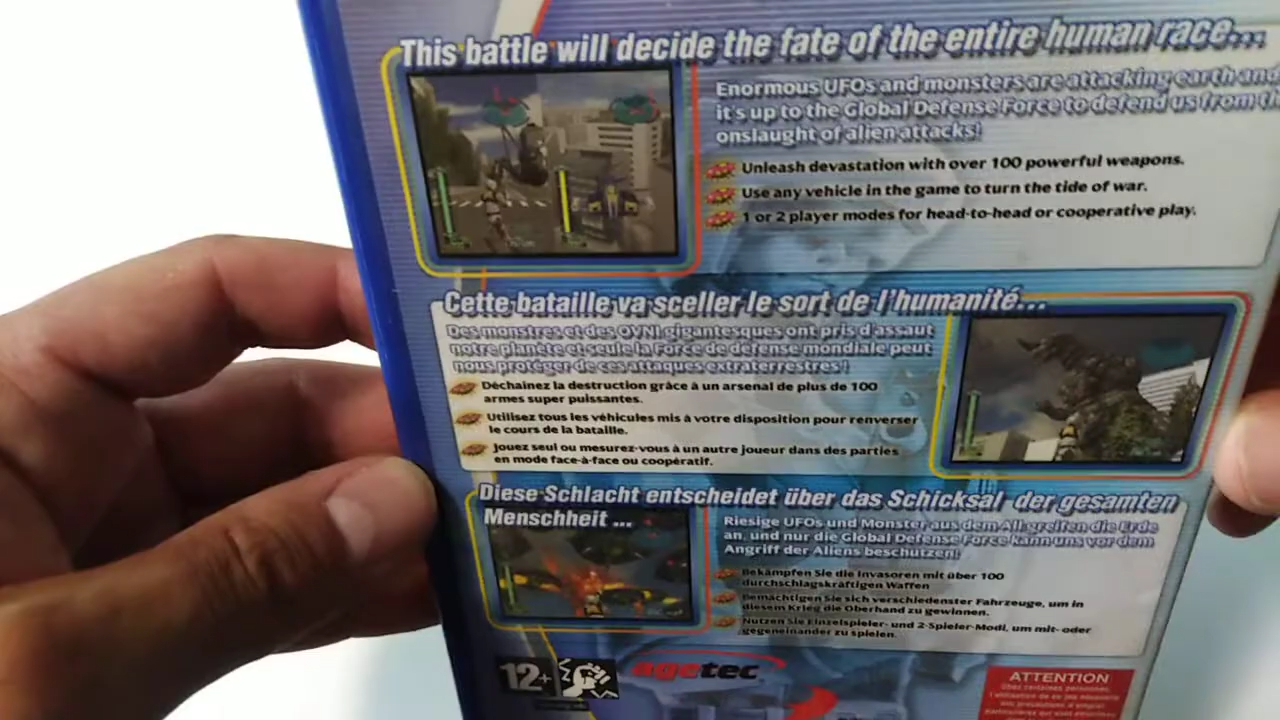 This battle will decide the fate of the entire human race...
Enormous UFOs and monsters are attacking earth and
it's up to the Global Defense Force to defend us from th
onslaught of alien attacks!
Unleash devastation with over 100 powerful weapons.
Use any vehicle in the game to turn the tide of war.
1 or 2 player modes for head-to-head or cooperative play.
Cette bataille va sceller le sort de l'humanité...
Des monstres et des OVNI gigantesques ont pris d'assaut
notre planète et seule la Force de défense mondiale peut
nous protéger de ces attaques extraterrestres!
Déchaînez la destruction grâce à un arsenal de plus de 100
armes super puissantes.
Utilisez tous les véhicules mis à votre disposition pour renverser
le cours de la bataille.
Jouez seul ou mesurez-vous à un autre joueur dans des parties
en mode face-à-face ou coopératif.
Diese Schlacht entscheidet über das Schicksal der gesamten
Menschheit ...
Riesige UFOs und Monster aus dem All greifen die Erde
an, und nur die Global Defense Force kann uns vor dem
Angriff der Aliens beschützen!
Bekämpfen Sie die Invasoren mit über 100
durchschlagskräftigen Waffen
Bemächtigen Sie sich verschiedenster Fahrzeuge, um in
diesem Krieg die Oberhand zu gewinnen.
Nutzen Sie Einzelspieler- und 2-Spieler-Modi, um mit- oder
gegeneinander zu spielen.
12+
agetec
ATTENTION
Chez certaines personnes,
l'utilisation de ce jeu nécessite